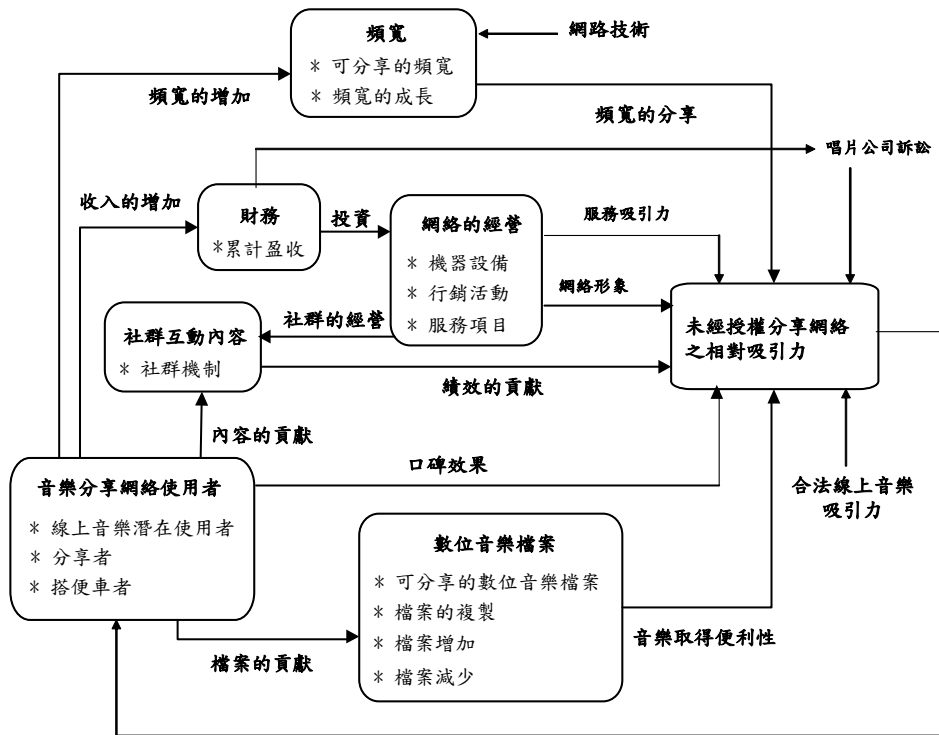 頻寬
* 可分享的頻寬
* 頻寬的成長
網路技術
頻寬的增加
頻寬的分享
唱片公司訴訟
收入的增加
財務
*累計盈收
投資
網絡的經營
* 機器設備
* 行銷活動
* 服務項目
服務吸引力
網絡形象
社群的經營
社群互動內容
* 社群機制
未經授權分享網絡
之相對吸引力
績效的貢獻
內容的貢獻
口碑效果
合法線上音樂
吸引力
音樂分享網絡使用者
* 線上音樂潛在使用者
* 分享者
* 搭便車者
數位音樂檔案
* 可分享的數位音樂檔案
* 檔案的複製
* 檔案增加
* 檔案減少
音樂取得便利性
檔案的貢獻